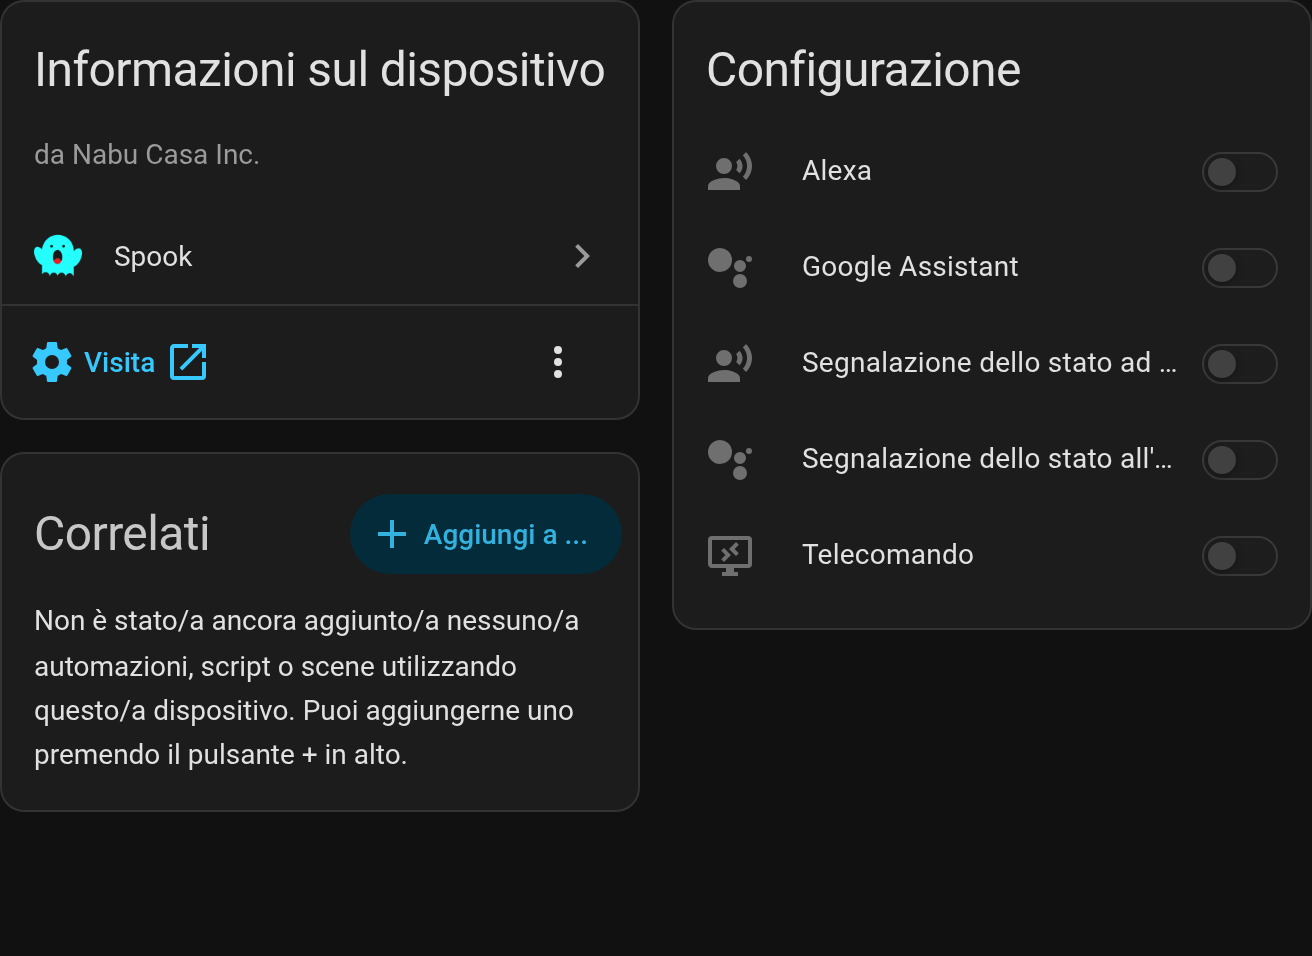 Informazioni sul dispositivo
da Nabu Casa Inc.
Spook
Visita
Correlati
Aggiungi a ...
Non è stato/a ancora aggiunto/a nessuno/a
automazioni, script o scene utilizzando
questo/a dispositivo. Puoi aggiungerne uno
premendo il pulsante + in alto.
Configurazione
Alexa
Google Assistant
Segnalazione dello stato ad ...
Segnalazione dello stato all'...
Telecomando